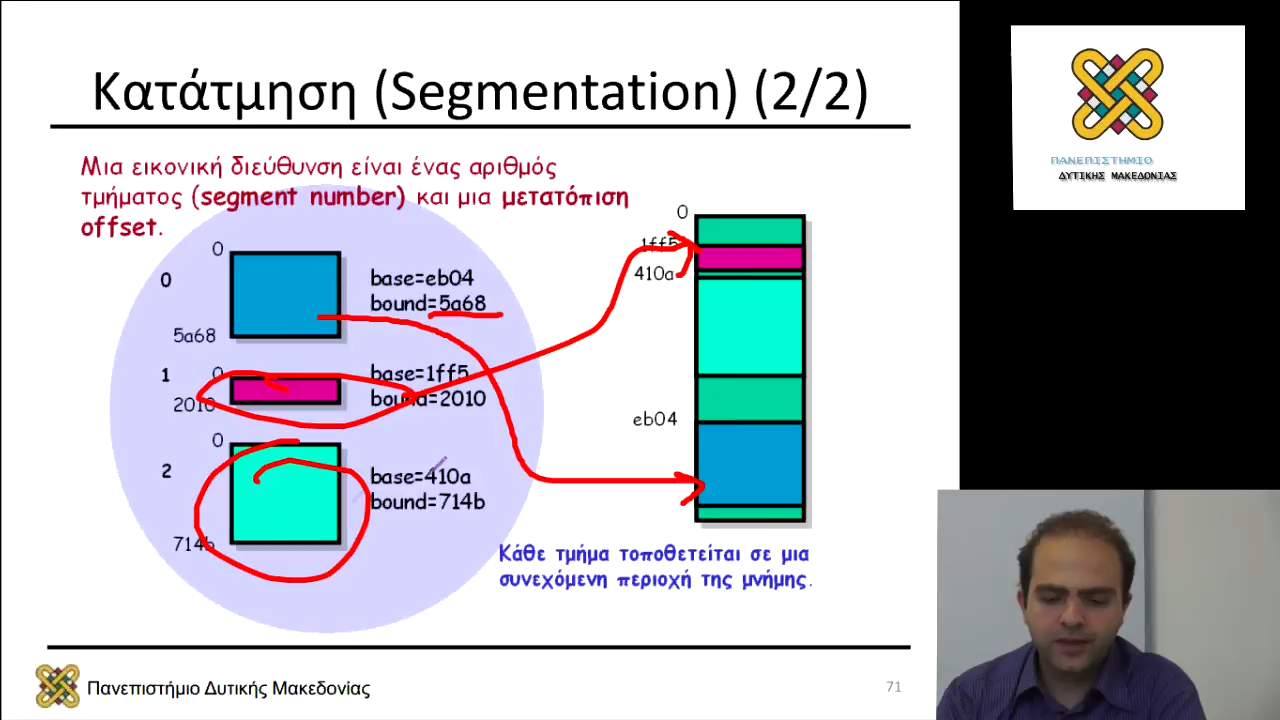 Κατάτμηση (Segmentation) (2/2)
Μια εικονική διεύθυνση είναι ένας αριθμός
τμήματος (segment number) και μια μετατόπιση
offset.
0
0
5a68
base=eb04
bound=5a68
1
0
2010
base=1ff5
bound=2010
2
0
714b
base=410a
bound=714b
0
1ff5
410a
eb04
Κάθε τμήμα τοποθετείται σε μια
συνεχόμενη περιοχή της μνήμης.
Πανεπιστήμιο Δυτικής Μακεδονίας
71
ΠΑΝΕΠΙΣΤΗΜΙΟ
ΔΥΤΙΚΗΣ ΜΑΚΕΔΟΝΙΑΣ